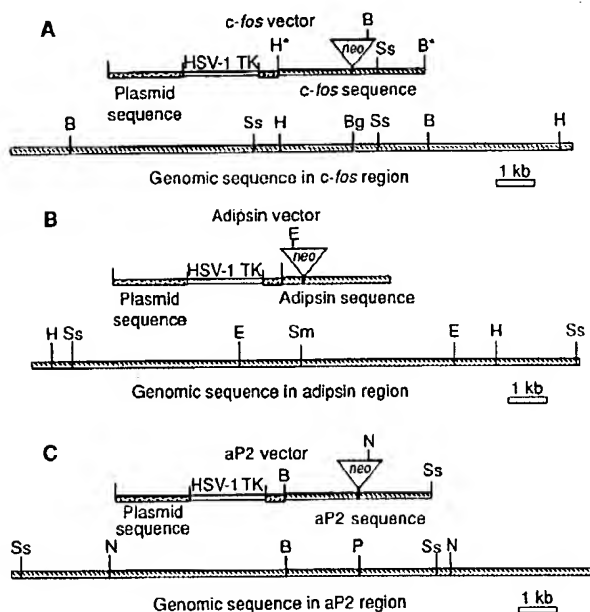 A
c-fos vector
B
H*
neo
Ss
B*
HSV-1 TK
Plasmid sequence
c-fos sequence
B Ss H Bg Ss B H
Genomic sequence in c-fos region
1 kb
B
Adipsin vector
E
neo
HSV-1 TK
Plasmid sequence
Adipsin sequence
H Ss E Sm E H Ss
Genomic sequence in adipsin region
1 kb
C
aP2 vector
N
B
neo
Ss
HSV-1 TK
Plasmid sequence
aP2 sequence
Ss N B P Ss N
Genomic sequence in aP2 region
1 kb